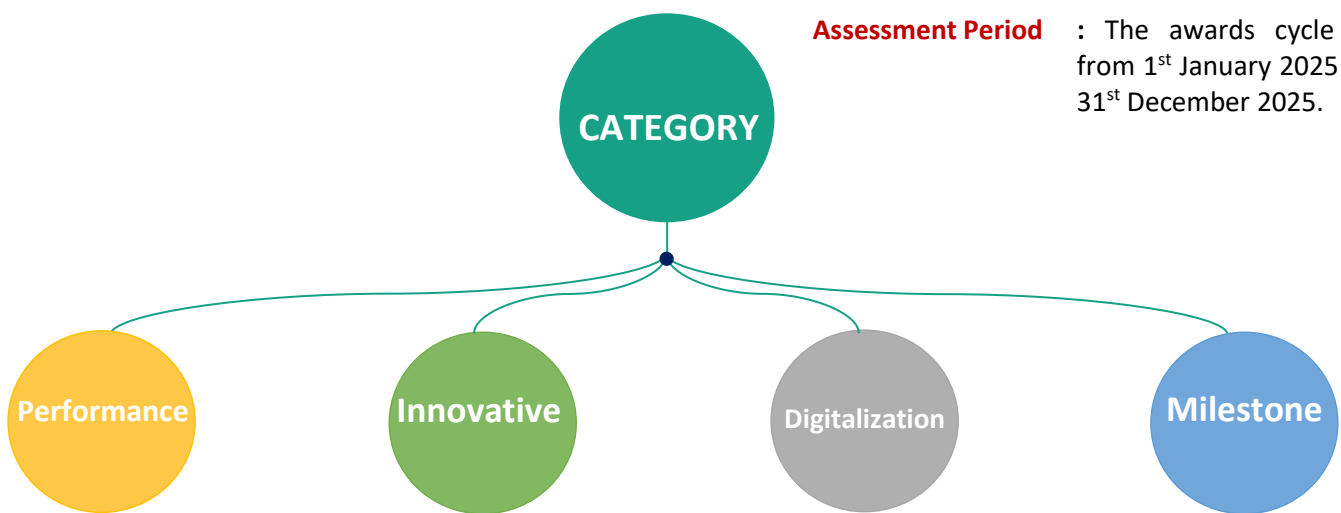 Assessment Period : The awards cycle
from 1st January 2025
31st December 2025.
CATEGORY
Performance
Innovative
Digitalization
Milestone